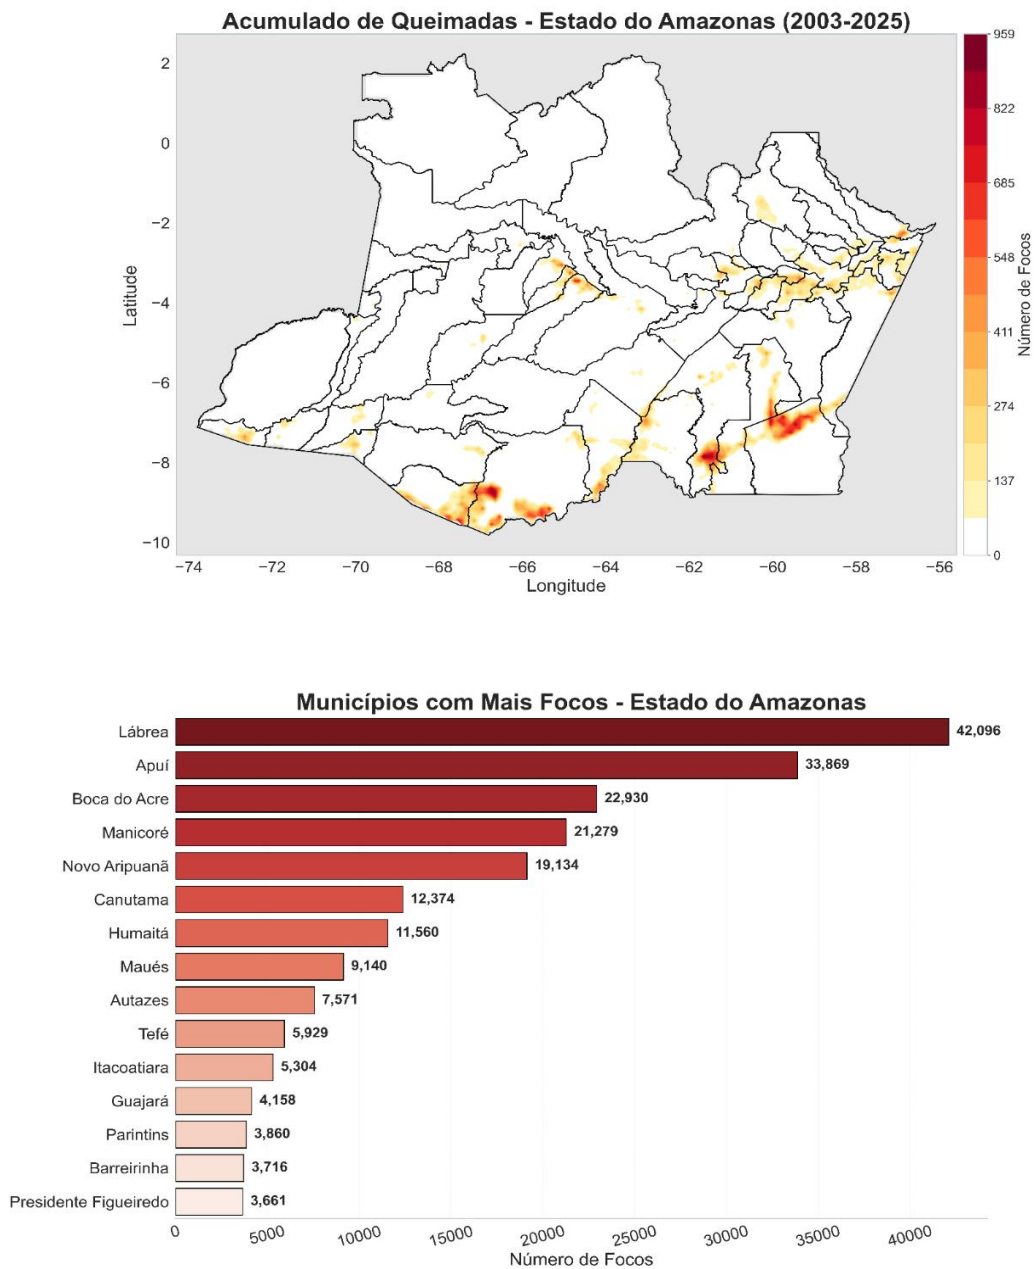 Acumulado de Queimadas - Estado do Amazonas (2003-2025)
2
0
−2
−4
−6
−8
−10
Latitude
−74
−72
−70
−68
−66
−64
−62
−60
−58
−56
Longitude
959
822
685
548
411
274
137
0
Número de Focos
Municípios com Mais Focos - Estado do Amazonas
Lábrea 42,096
Apuí 33,869
Boca do Acre 22,930
Manicoré 21,279
Novo Aripuanã 19,134
Canutama 12,374
Humaitá 11,560
Maués 9,140
Autazes 7,571
Tefé 5,929
Itacoatiara 5,304
Guajará 4,158
Parintins 3,860
Barreirinha 3,716
Presidente Figueiredo 3,661
0 5000 10000 15000 20000 25000 30000 35000 40000
Número de Focos